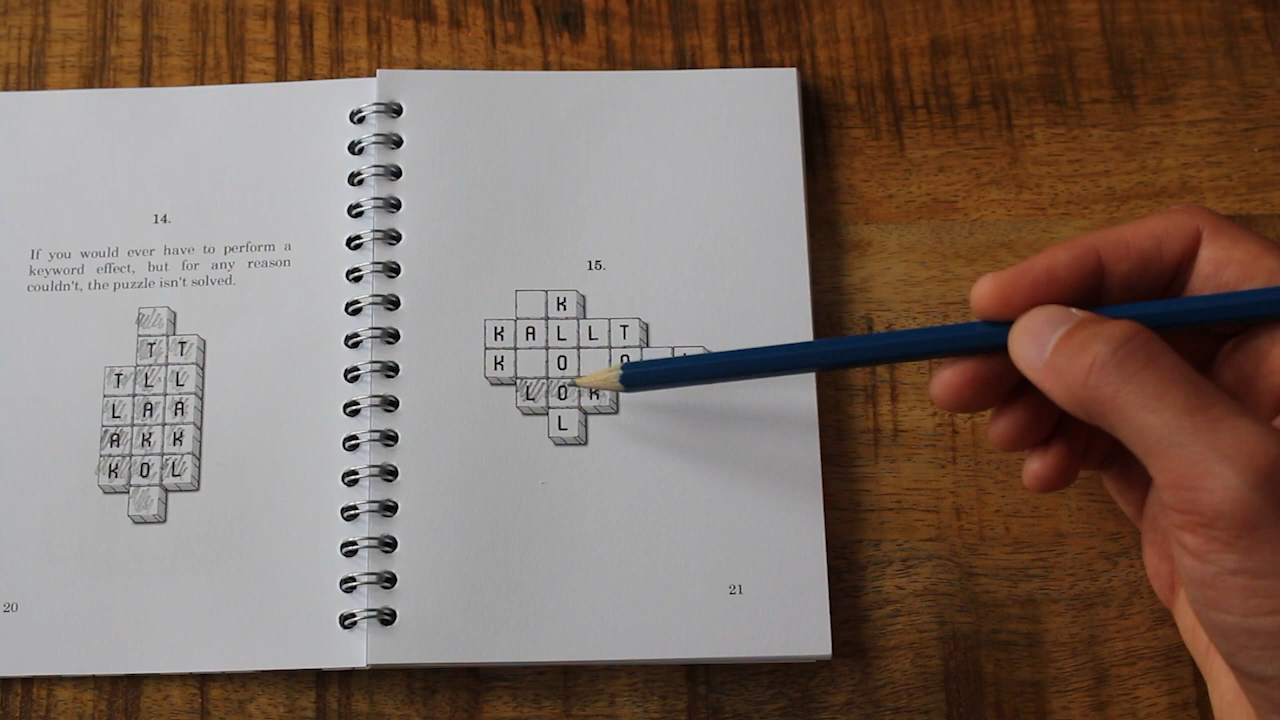 14.
If you would ever have to perform a
keyword effect, but for any reason
couldn't, the puzzle isn't solved.
T T
T L L
L A A
A K K
K O L
20
15.
K
K A L L T
K O O
L O K
L
21